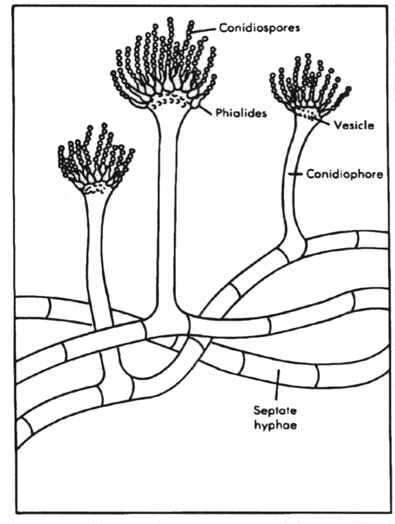 Conidiospores
Phialides
Vesicle
Conidiophore
Septate
hyphae